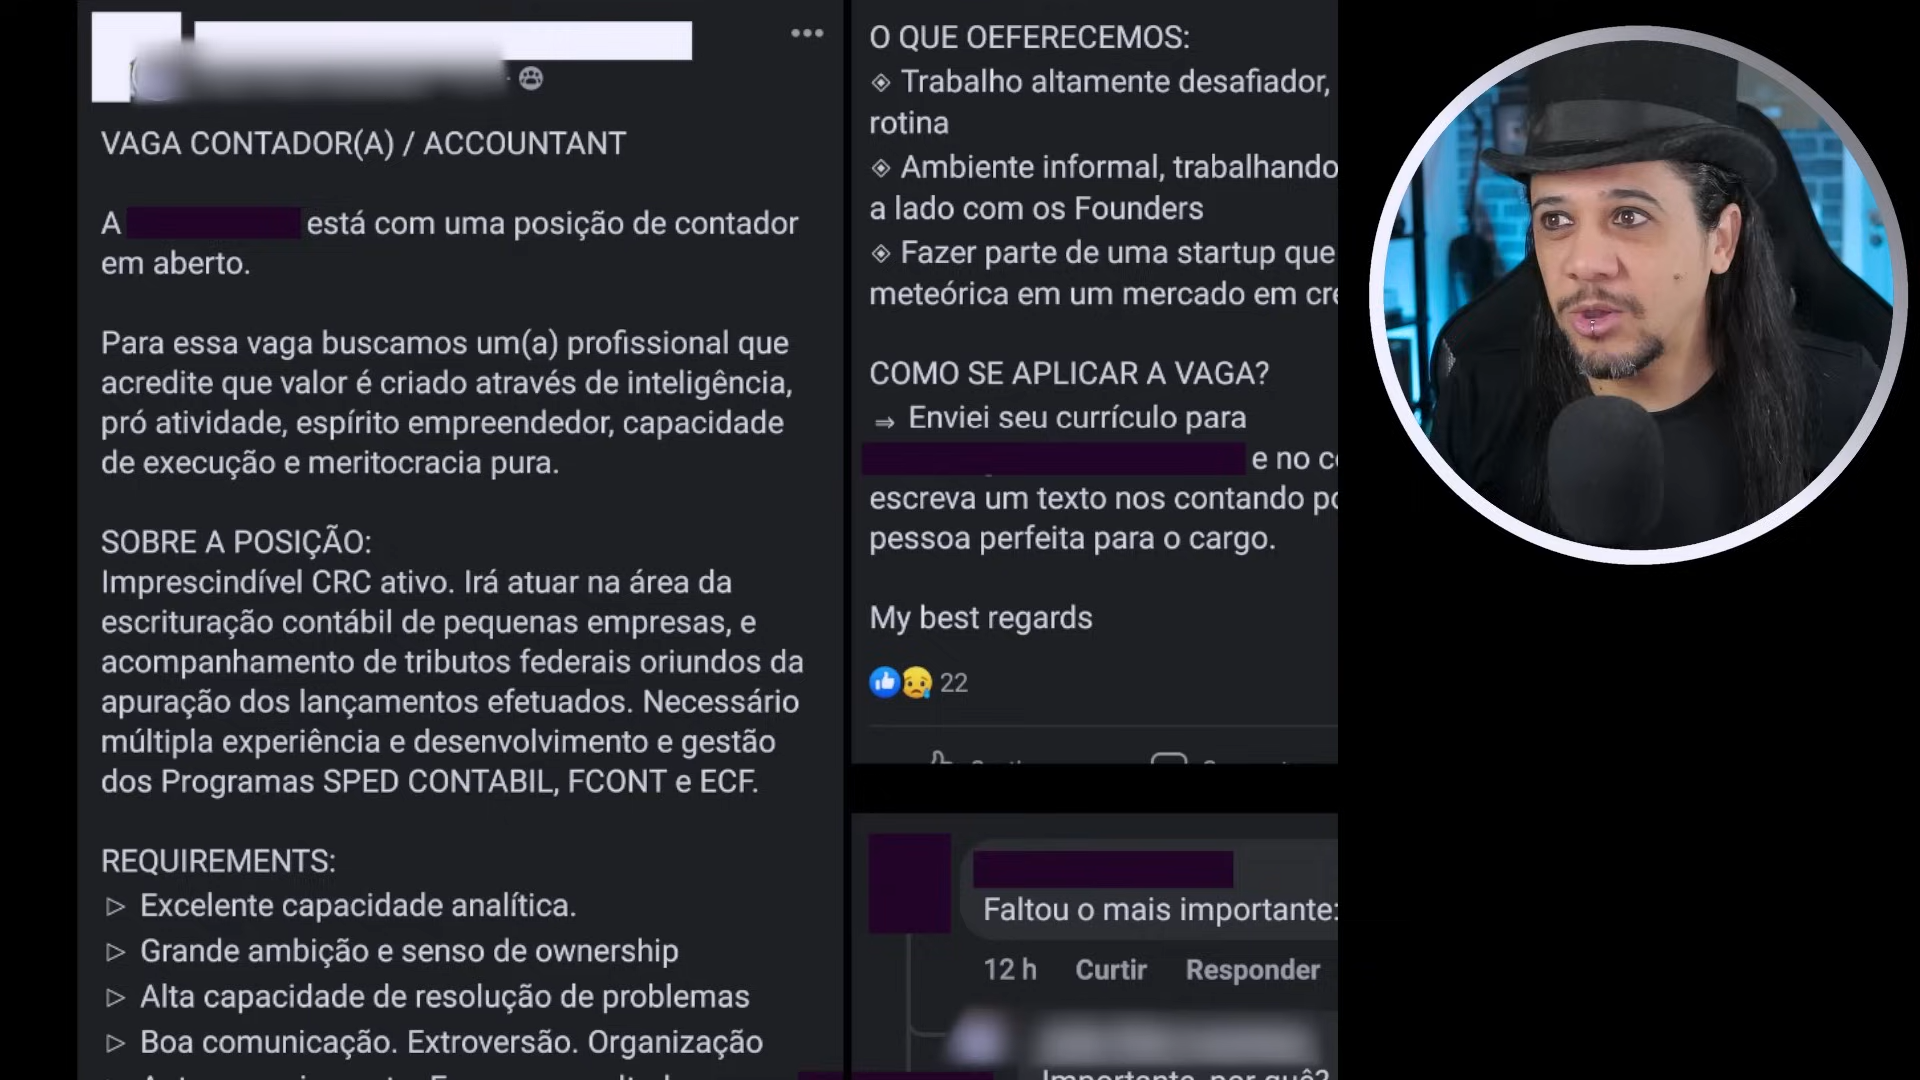 VAGA CONTADOR(A) / ACCOUNTANT
A está com uma posição de contador
em aberto.
Para essa vaga buscamos um(a) profissional que
acredite que valor é criado através de inteligência,
pró atividade, espírito empreendedor, capacidade
de execução e meritocracia pura.
SOBRE A POSIÇÃO:
Imprescindível CRC ativo. Irá atuar na área da
escrituração contábil de pequenas empresas, e
acompanhamento de tributos federais oriundos da
apuração dos lançamentos efetuados. Necessário
múltipla experiência e desenvolvimento e gestão
dos Programas SPED CONTABIL, FCONT e ECF.
REQUIREMENTS:
▷ Excelente capacidade analítica.
▷ Grande ambição e senso de ownership
▷ Alta capacidade de resolução de problemas
▷ Boa comunicação. Extroversão. Organização
O QUE OEFERECEMOS:
◈ Trabalho altamente desafiador,
rotina
◈ Ambiente informal, trabalhando
a lado com os Founders
◈ Fazer parte de uma startup que
meteórica em um mercado em cre
COMO SE APLICAR A VAGA?
⇒ Enviei seu currículo para
e no
escreva um texto nos contando
pessoa perfeita para o cargo.
My best regards
22
Faltou o mais importante:
12 h Curtir Responder
Importante, por quê?